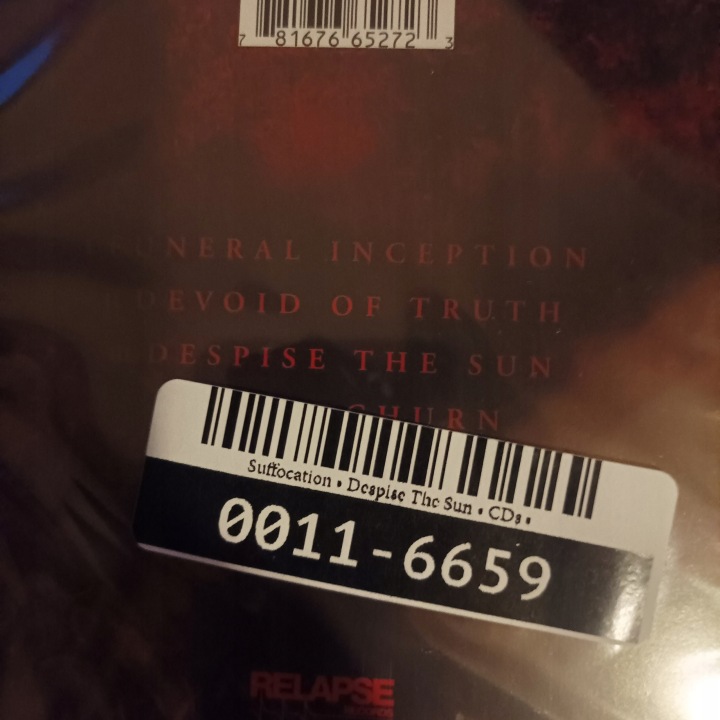 7 81676 65272 3
NERAL INCEPTION
DEVOID OF TRUTH
DESPISE THE SUN
CHURN
Suffocation • Despise The Sun • CDs •
0011-6659
RELAPSE